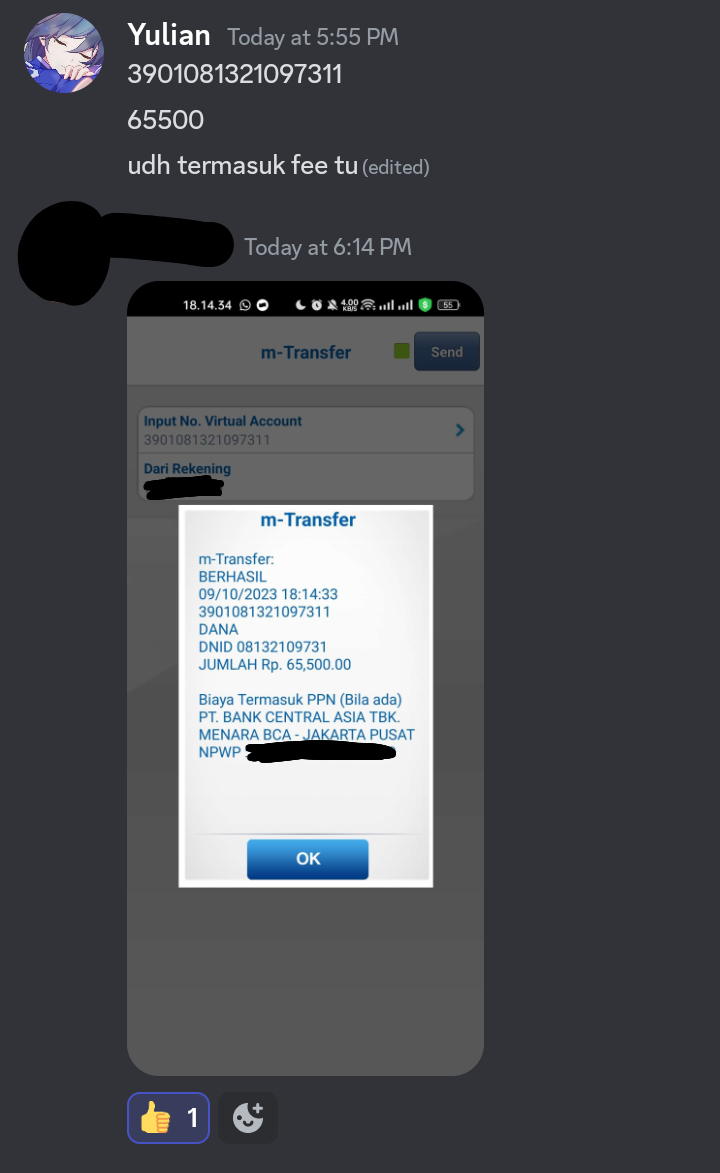 Yulian Today at 5:55 PM
3901081321097311
65500
udh termasuk fee tu (edited)
Today at 6:14 PM
18.14.34 4.00 KB/S 55
m-Transfer Send
Input No. Virtual Account
3901081321097311
Dari Rekening
m-Transfer
m-Transfer:
BERHASIL
09/10/2023 18:14:33
3901081321097311
DANA
DNID 08132109731
JUMLAH Rp. 65,500.00
Biaya Termasuk PPN (Bila ada)
PT. BANK CENTRAL ASIA TBK.
MENARA BCA - JAKARTA PUSAT
NPWP
OK
1